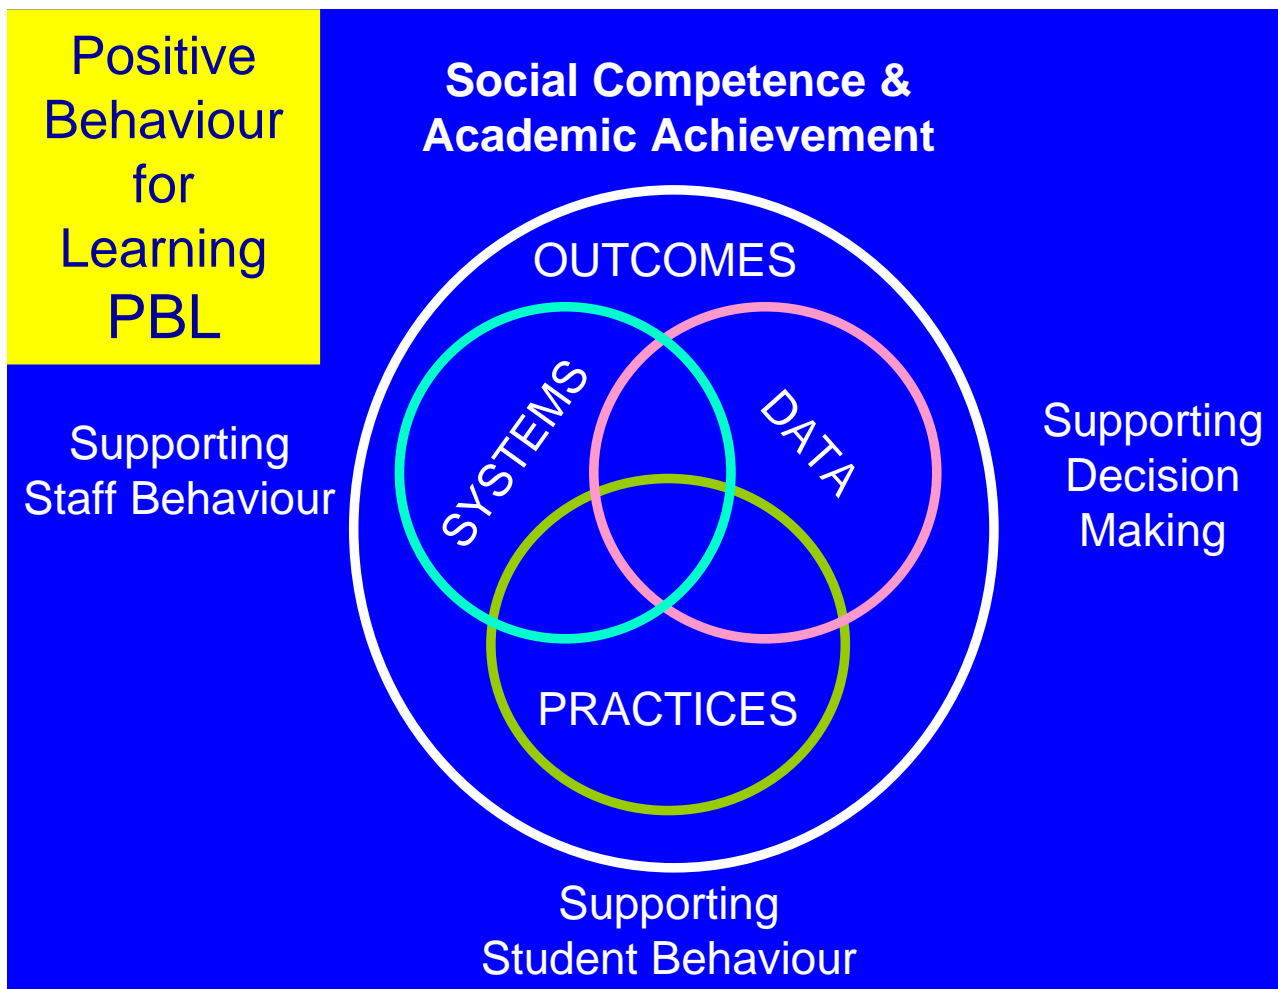 Positive
Behaviour
for
Learning
PBL
Social Competence &
Academic Achievement
OUTCOMES
SYSTEMS
DATA
PRACTICES
Supporting
Staff Behaviour
Supporting
Decision
Making
Supporting
Student Behaviour